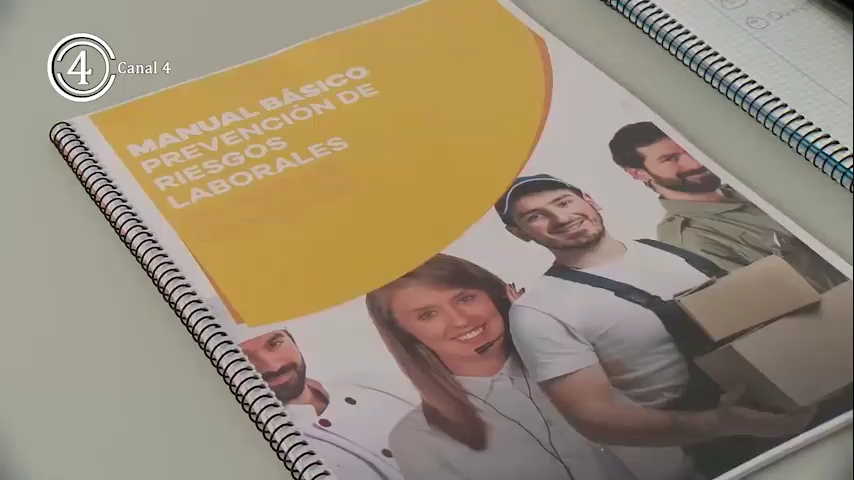 4 Canal 4
MANUAL BÁSICO
PREVENCIÓN DE
RIESGOS
LABORALES